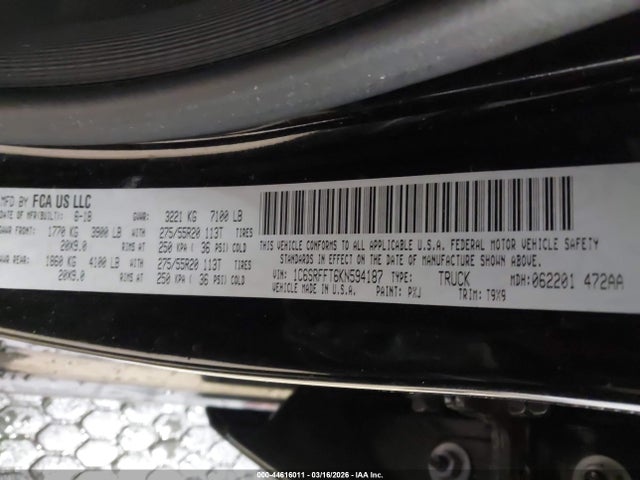 MFD BY FCA US LLC
DATE OF MFR(BUILT): 6-18 GVWR: 3221 KG 7100 LB
GAWR FRONT: 1770 KG 3900 LB WITH 275/55R20 113T
20X9.0 RIMS AT 250 KPA ( 36 PSI) COLD
GAWR REAR: 1860 KG 4100 LB WITH 275/55R20 113T
20X9.0 RIMS AT 250 KPA ( 36 PSI) COLD
THIS VEHICLE CONFORMS TO ALL APPLICABLE U.S.A. FEDERAL MOTOR VEHICLE SAFETY
STANDARDS IN EFFECT ON THE DATE OF MANUFACTURE SHOWN ABOVE.
VIN: 1C6SRFFT6KN594187 TYPE: TRUCK MDH: 062201 472AA
VEHICLE MADE IN U.S.A. PAINT: PXJ TRIM: T9X9
000-44616011 — 03/16/2026 — IAA Inc.